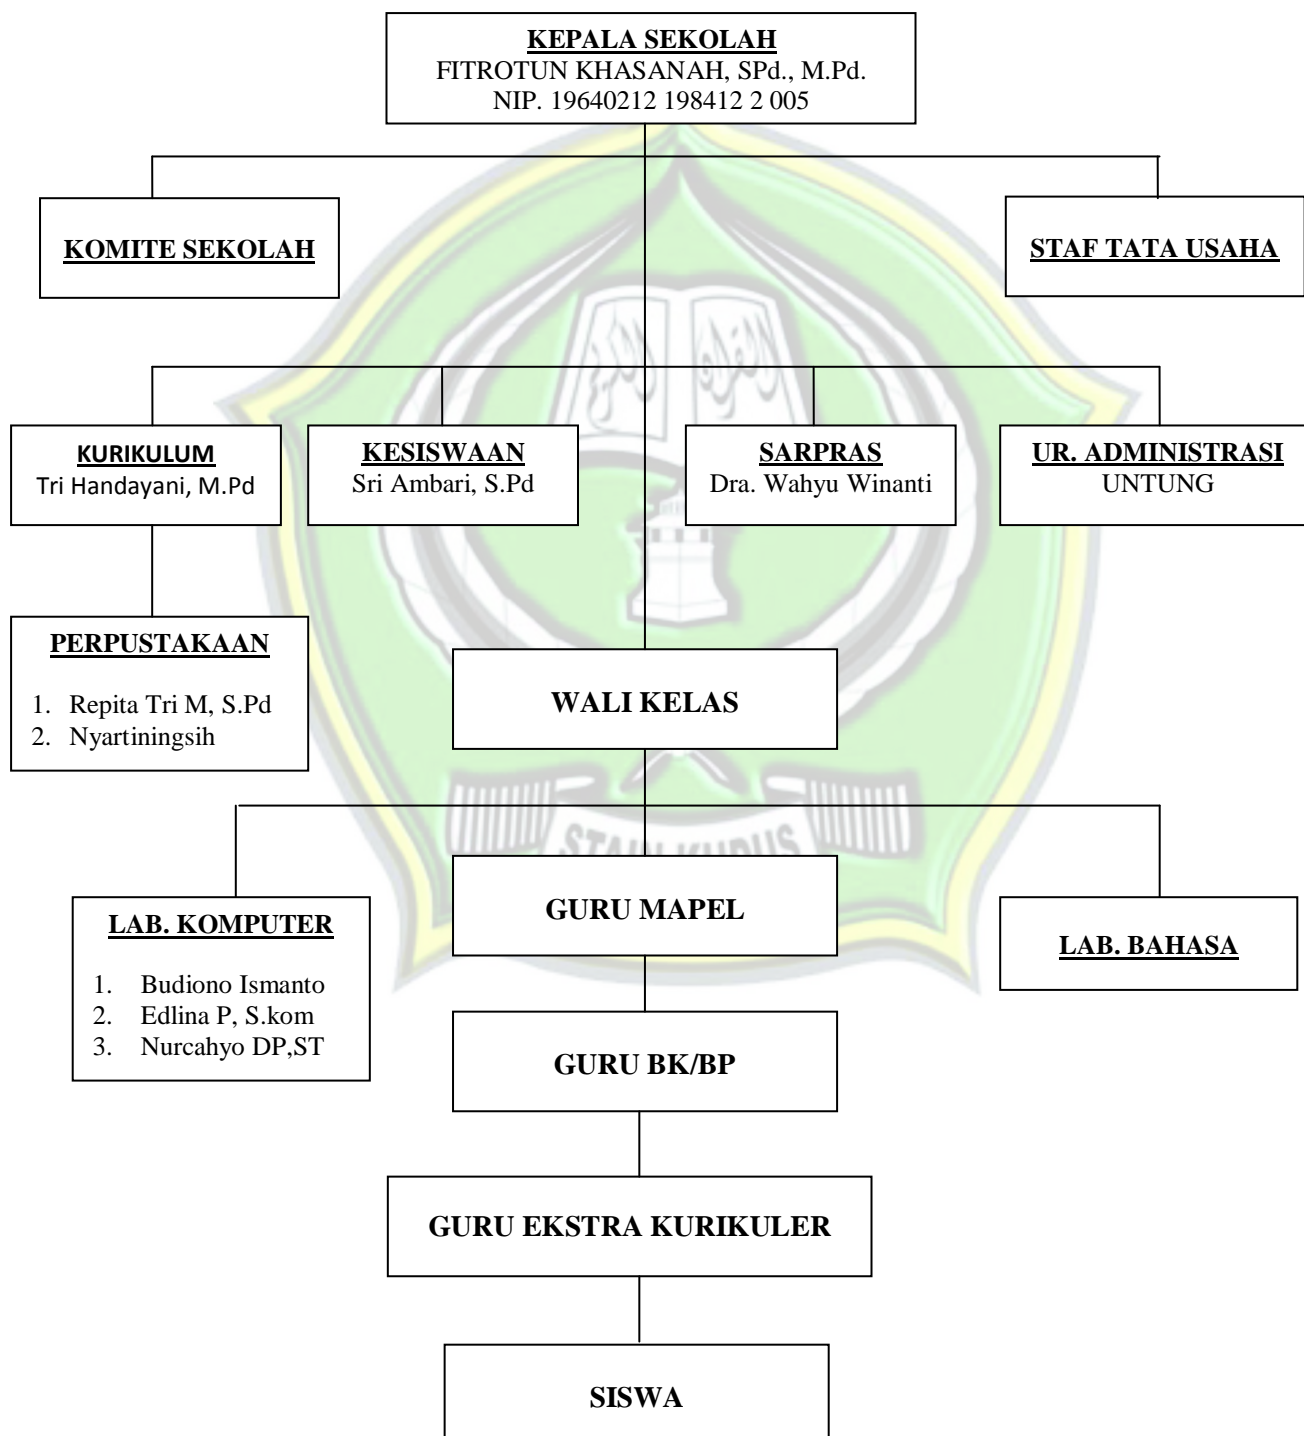 KEPALA SEKOLAH
FITROTUN KHASANAH, SPd., M.Pd.
NIP. 19640212 198412 2 005
KOMITE SEKOLAH
STAF TATA USAHA
KURIKULUM
Tri Handayani, M.Pd
KESISWAAN
Sri Ambari, S.Pd
SARPRAS
Dra. Wahyu Winanti
UR. ADMINISTRASI
UNTUNG
PERPUSTAKAAN
1. Repita Tri M, S.Pd
2. Nyartiningsih
WALI KELAS
STAIN KUDUS
LAB. KOMPUTER
1. Budiono Ismanto
2. Edlina P, S.kom
3. Nurcahyo DP,ST
GURU MAPEL
LAB. BAHASA
GURU BK/BP
GURU EKSTRA KURIKULER
SISWA